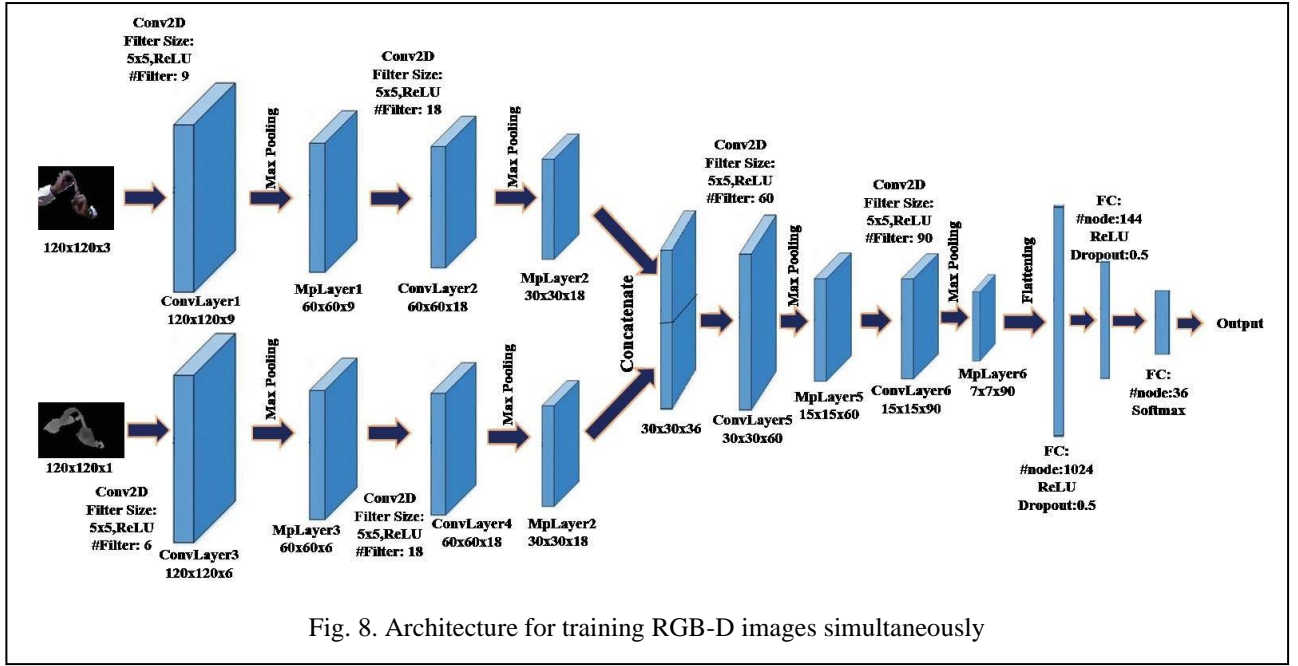 Conv2D
Filter Size:
5x5,ReLU
#Filter: 9
120x120x3
ConvLayer1
120x120x9
Max Pooling
MpLayer1
60x60x9
Conv2D
Filter Size:
5x5,ReLU
#Filter: 18
ConvLayer2
60x60x18
Max Pooling
MpLayer2
30x30x18
120x120x1
Conv2D
Filter Size:
5x5,ReLU
#Filter: 6
ConvLayer3
120x120x6
Max Pooling
MpLayer3
60x60x6
Conv2D
Filter Size:
5x5,ReLU
#Filter: 18
ConvLayer4
60x60x18
Max Pooling
MpLayer2
30x30x18
Concatenate
30x30x36
Conv2D
Filter Size:
5x5,ReLU
#Filter: 60
ConvLayer5
30x30x60
Max Pooling
MpLayer5
15x15x60
Conv2D
Filter Size:
5x5,ReLU
#Filter: 90
ConvLayer6
15x15x90
Max Pooling
MpLayer6
7x7x90
Flattening
FC:
#node:1024
ReLU
Dropout:0.5
FC:
#node:144
ReLU
Dropout:0.5
FC:
#node:36
Softmax
Output
Fig. 8. Architecture for training RGB-D images simultaneously